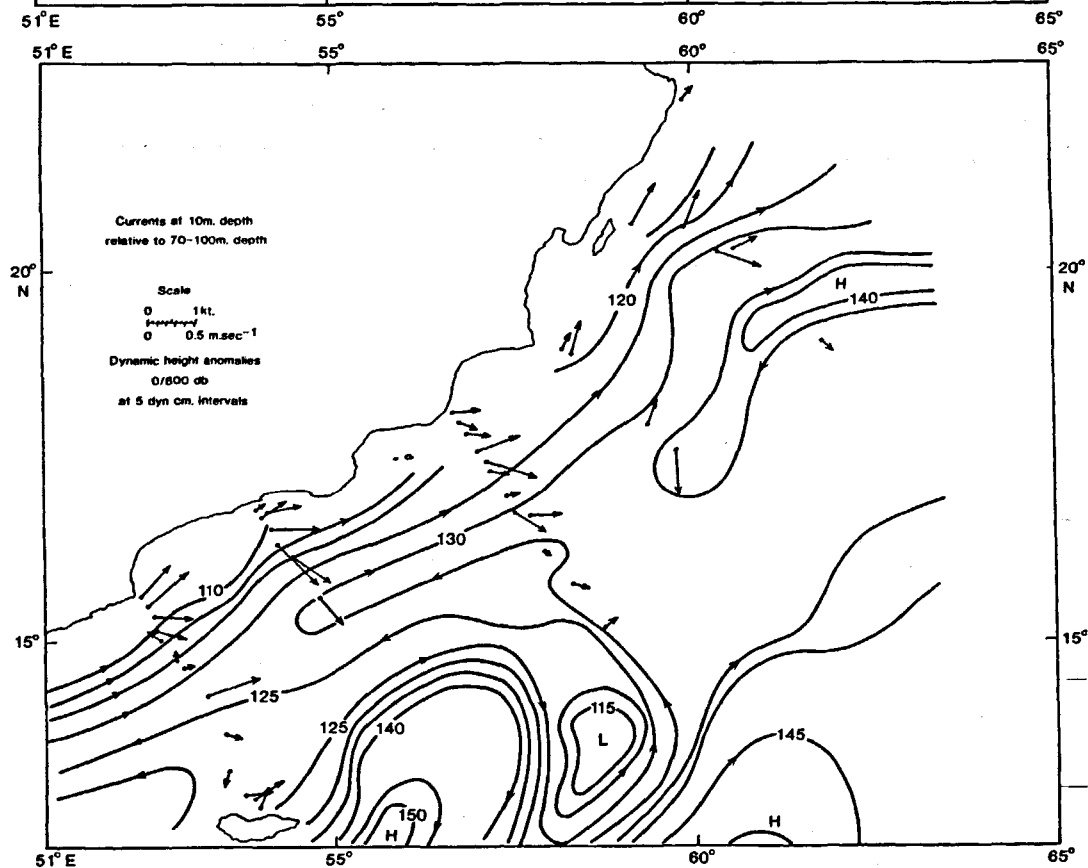 51°E
55°
60°
65°
51°E
55°
60°
65°
Currents at 10m. depth
relative to 70-100m. depth
20°
N
20°
N
Scale
0 1kt.
0 0.5 m.sec⁻¹
Dynamic height anomalies
0/800 db
at 5 dyn cm. intervals
H
140
120
130
110
15°
15°
125
115
L
125
140
145
150
H
H
51°E
55°
60°
65°